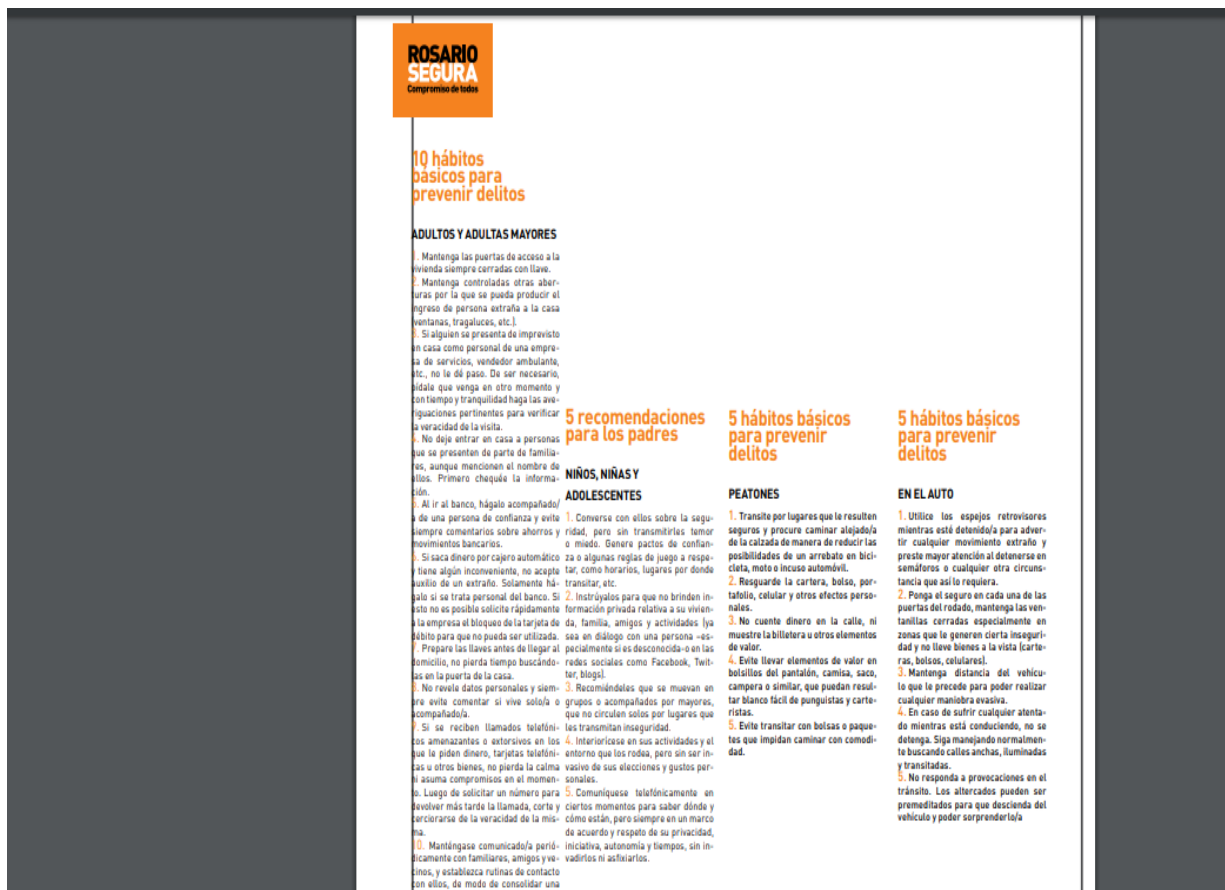 ROSARIO
SEGURA
Compromiso de todos
10 hábitos
básicos para
prevenir delitos
ADULTOS Y ADULTAS MAYORES
1. Mantenga las puertas de acceso a la
vivienda siempre cerradas con llave.
2. Mantenga controladas otras aber-
turas por la que se pueda producir el
ingreso de persona extraña a la casa
(ventanas, tragaluces, etc.).
3. Si alguien se presenta de imprevisto
en casa como personal de una empre-
sa de servicios, vendedor ambulante,
etc., no le dé paso. De ser necesario,
pídale que venga en otro momento y
con tiempo y tranquilidad haga las ave-
riguaciones pertinentes para verificar
la veracidad de la visita.
4. No deje entrar en casa a personas
que se presenten de parte de familia-
res, aunque mencionen el nombre de
ellos. Primero chequée la informa-
ción.
5. Al ir al banco, hágalo acompañado/
a de una persona de confianza y evite
siempre comentarios sobre ahorros y
movimientos bancarios.
6. Si saca dinero por cajero automático
y tiene algún inconveniente, no acepte
auxilio de un extraño. Solamente há-
galo si se trata personal del banco. Si
esto no es posible solicite rápidamente
a la empresa el bloqueo de la tarjeta de
débito para que no pueda ser utilizada.
7. Prepare las llaves antes de llegar al
domicilio, no pierda tiempo buscándo-
las en la puerta de la casa.
8. No revele datos personales y siem-
pre evite comentar si vive solo/a o
acompañado/a.
9. Si se reciben llamados telefóni-
cos amenazantes o extorsivos en los
que le piden dinero, tarjetas telefóni-
cas u otros bienes, no pierda la calma
ni asuma compromisos en el momen-
to. Luego de solicitar un número para
devolver más tarde la llamada, corte y
cerciorarse de la veracidad de la mis-
ma.
10. Manténgase comunicado/a perió-
dicamente con familiares, amigos y ve-
cinos, y establezca rutinas de contacto
con ellos, de modo de consolidar una
5 recomendaciones
para los padres
NIÑOS, NIÑAS Y
ADOLESCENTES
1. Converse con ellos sobre la segu-
ridad, pero sin transmitirles temor
o miedo. Genere pactos de confian-
za o algunas reglas de juego a respe-
tar, como horarios, lugares por donde
transitar, etc.
2. Instrúyalos para que no brinden in-
formación privada relativa a su vivien-
da, familia, amigos y actividades (ya
sea en diálogo con una persona –es-
pecialmente si es desconocida-o en las
redes sociales como Facebook, Twit-
ter, blogs).
3. Recomiéndeles que se muevan en
grupos o acompañados por mayores,
que no circulen solos por lugares que
les transmitan inseguridad.
4. Interiorícese en sus actividades y el
entorno que los rodea, pero sin ser in-
vasivo de sus elecciones y gustos per-
sonales.
5. Comuníquese telefónicamente en
ciertos momentos para saber dónde y
cómo están, pero siempre en un marco
de acuerdo y respeto de su privacidad,
iniciativa, autonomía y tiempos, sin in-
vadirlos ni asfixiarlos.
5 hábitos básicos
para prevenir
delitos
PEATONES
1. Transite por lugares que le resulten
seguros y procure caminar alejado/a
de la calzada de manera de reducir las
posibilidades de un arrebato en bici-
cleta, moto o incuso automóvil.
2. Resguarde la cartera, bolso, por-
tafolio, celular y otros efectos perso-
nales.
3. No cuente dinero en la calle, ni
muestre la billetera u otros elementos
de valor.
4. Evite llevar elementos de valor en
bolsillos del pantalón, camisa, saco,
campera o similar, que puedan resul-
tar blanco fácil de punguistas y carte-
ristas.
5. Evite transitar con bolsas o paque-
tes que impidan caminar con comodi-
dad.
5 hábitos básicos
para prevenir
delitos
EN EL AUTO
1. Utilice los espejos retrovisores
mientras esté detenido/a para adver-
tir cualquier movimiento extraño y
preste mayor atención al detenerse en
semáforos o cualquier otra circuns-
tancia que así lo requiera.
2. Ponga el seguro en cada una de las
puertas del rodado, mantenga las ven-
tanillas cerradas especialmente en
zonas que le generen cierta inseguri-
dad y no lleve bienes a la vista (carte-
ras, bolsos, celulares).
3. Mantenga distancia del vehícu-
lo que le precede para poder realizar
cualquier maniobra evasiva.
4. En caso de sufrir cualquier atenta-
do mientras está conduciendo, no se
detenga. Siga manejando normalmen-
te buscando calles anchas, iluminadas
y transitadas.
5. No responda a provocaciones en el
tránsito. Los altercados pueden ser
premeditados para que descienda del
vehículo y poder sorprenderlo/a